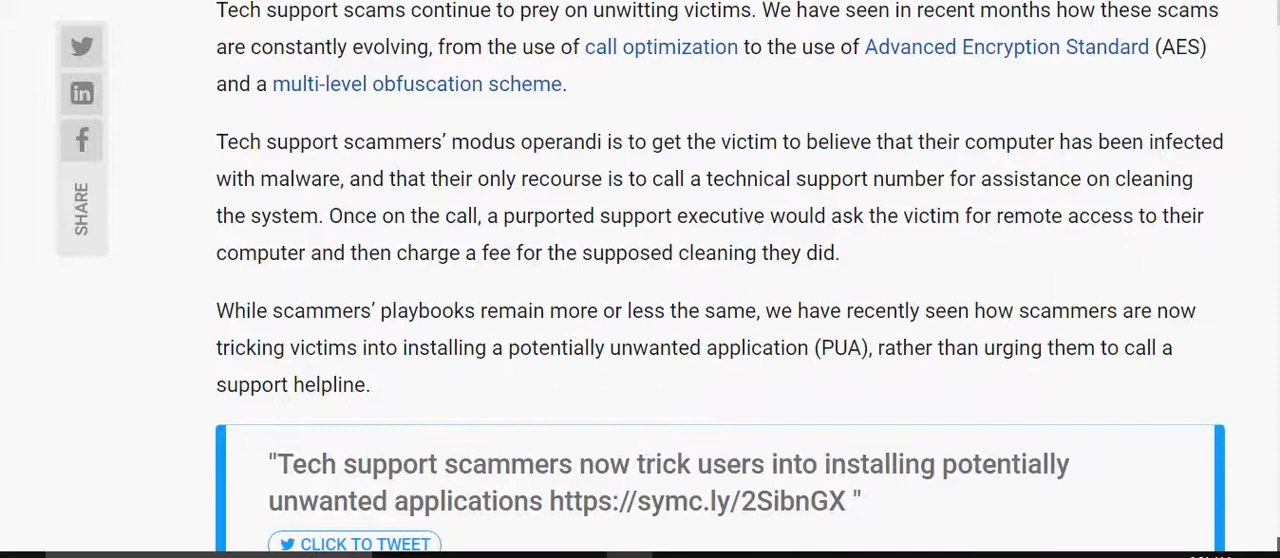 Tech support scams continue to prey on unwitting victims. We have seen in recent months how these scams
are constantly evolving, from the use of call optimization to the use of Advanced Encryption Standard (AES)
and a multi-level obfuscation scheme.
Tech support scammers’ modus operandi is to get the victim to believe that their computer has been infected
with malware, and that their only recourse is to call a technical support number for assistance on cleaning
the system. Once on the call, a purported support executive would ask the victim for remote access to their
computer and then charge a fee for the supposed cleaning they did.
While scammers’ playbooks remain more or less the same, we have recently seen how scammers are now
tricking victims into installing a potentially unwanted application (PUA), rather than urging them to call a
support helpline.
"Tech support scammers now trick users into installing potentially
unwanted applications https://symc.ly/2SibnGX "
CLICK TO TWEET
SHARE